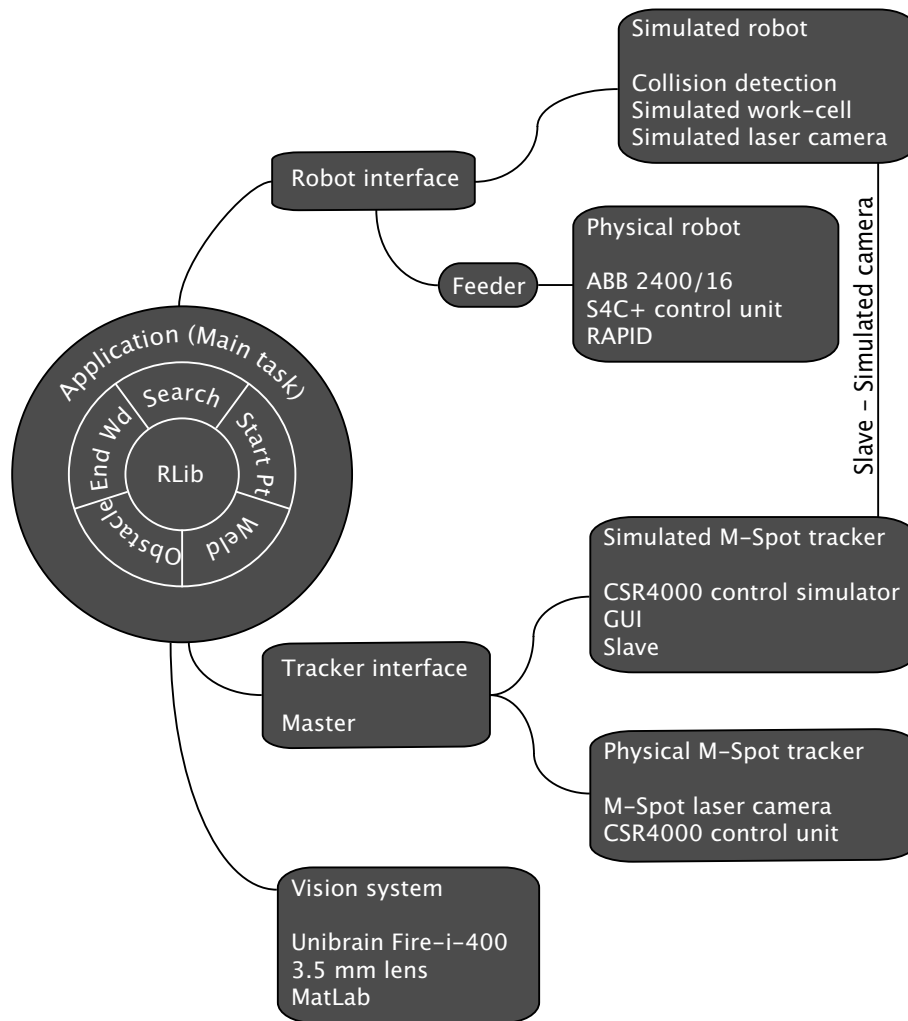 Simulated robot
Collision detection
Simulated work-cell
Simulated laser camera
Robot interface
Physical robot
ABB 2400/16
S4C+ control unit
RAPID
Feeder
Slave - Simulated camera
Application (Main task)
Search
Start Pt
Weld
Obstacle
End Wd
RLib
Simulated M-Spot tracker
CSR4000 control simulator
GUI
Slave
Tracker interface
Master
Physical M-Spot tracker
M-Spot laser camera
CSR4000 control unit
Vision system
Unibrain Fire-i-400
3.5 mm lens
MatLab